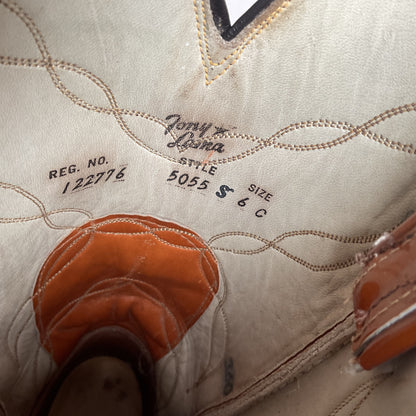 Tony
Lama
REG. NO. STYLE SIZE
122776 5055 S 6 C